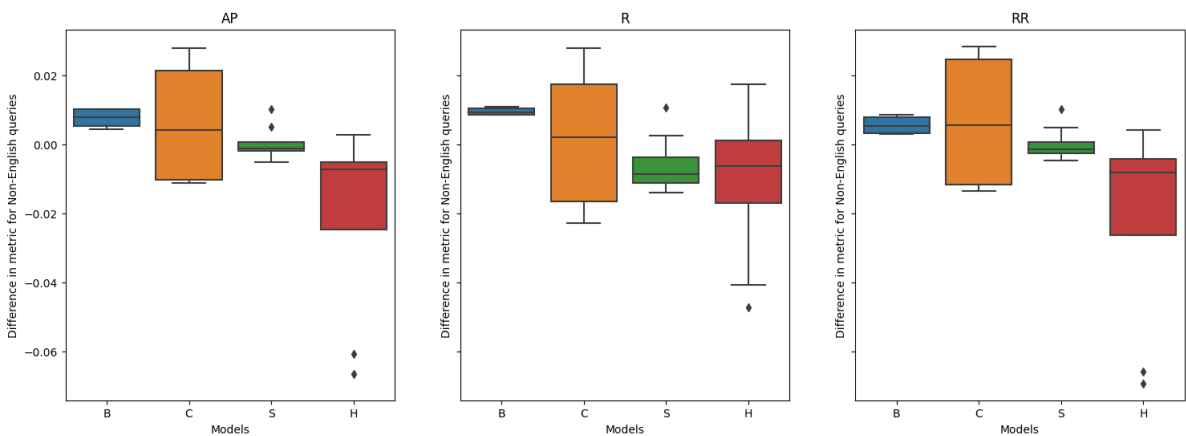 AP
Difference in metric for Non-English queries
0.02
0.00
−0.02
−0.04
−0.06
B C S H
Models
R
Difference in metric for Non-English queries
B C S H
Models
RR
Difference in metric for Non-English queries
B C S H
Models